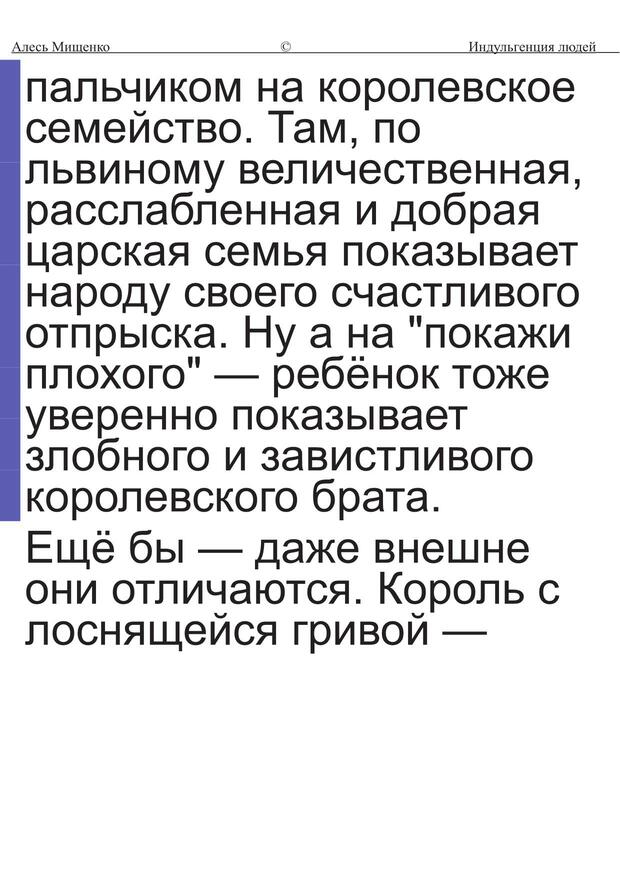 Алесь Мищенко © Индульгенция людей
пальчиком на королевское
семейство. Там, по
львиному величественная,
расслабленная и добрая
царская семья показывает
народу своего счастливого
отпрыска. Ну а на "покажи
плохого" — ребёнок тоже
уверенно показывает
злобного и завистливого
королевского брата.
Ещё бы — даже внешне
они отличаются. Король с
лоснящейся гривой —